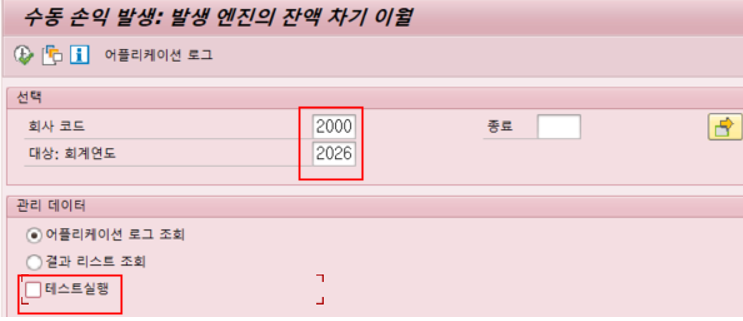 수동 손익 발생: 발생 엔진의 잔액 차기 이월
어플리케이션 로그
선택
회사 코드 2000 종료
대상: 회계연도 2026
관리 데이터
어플리케이션 로그 조회
결과 리스트 조회
테스트실행